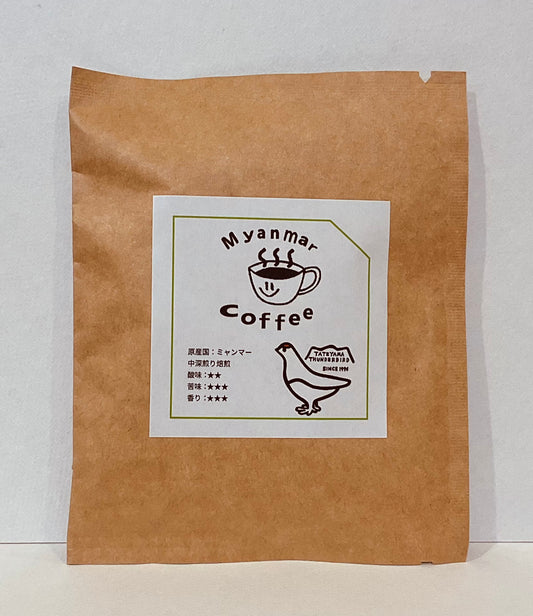 Myanmar
Coffee
原産国：ミャンマー
中深煎り焙煎
酸味：★★
苦味：★★★
香り：★★★
TATEYAMA
THUNDERBIRD
SINCE 1991